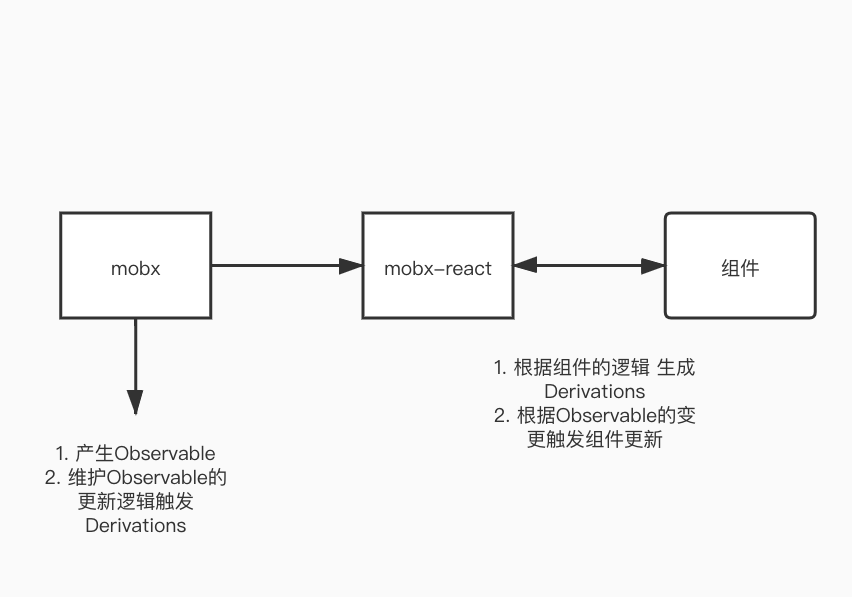 mobx
mobx-react
组件
1. 根据组件的逻辑 生成
Derivations
2. 根据Observable的变
更触发组件更新
1. 产生Observable
2. 维护Observable的
更新逻辑触发
Derivations